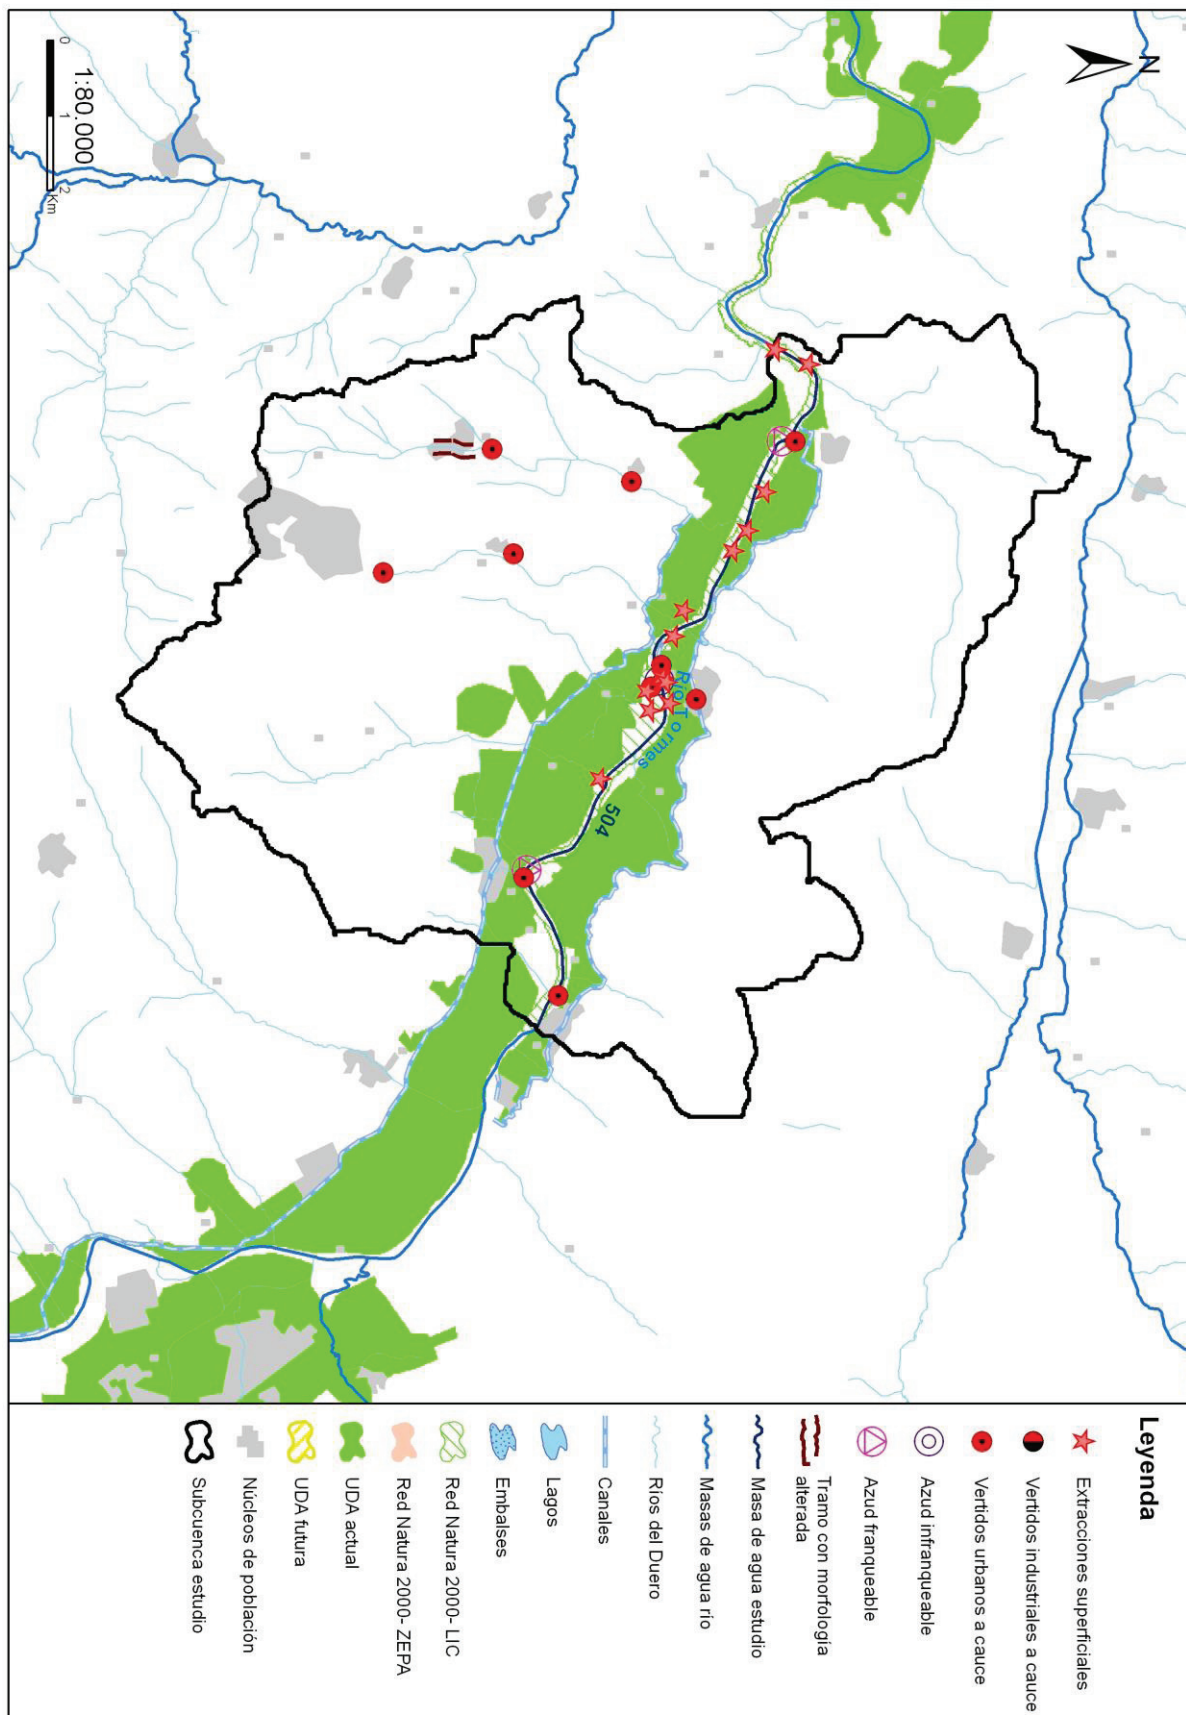 N
0 1 2
Km
1:80.000
Río Tormes
504
Leyenda
Extracciones superficiales
Vertidos industriales a cauce
Vertidos urbanos a cauce
Azud infranqueable
Azud franqueable
Tramo con morfología
alterada
Masa de agua estudio
Masas de agua río
Ríos del Duero
Canales
Lagos
Embalses
Red Natura 2000- LIC
Red Natura 2000- ZEPA
UDA actual
UDA futura
Núcleos de población
Subcuenca estudio